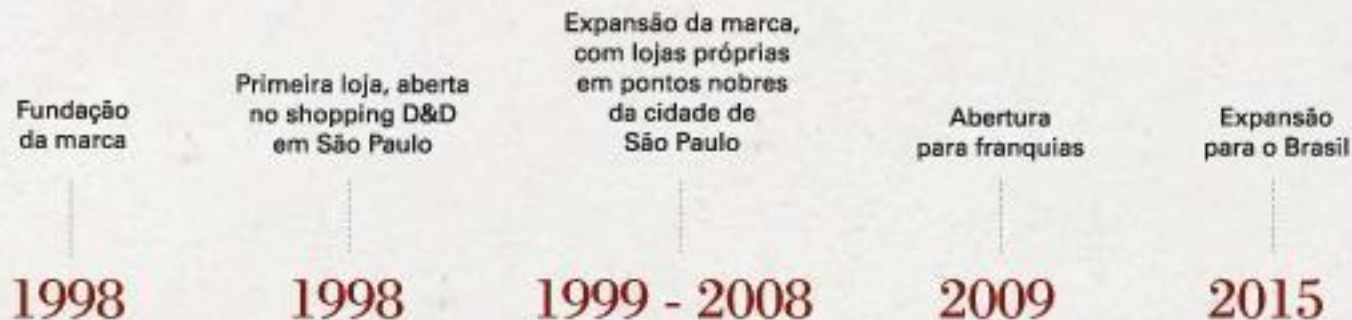 Fundação
da marca
1998
Primeira loja, aberta
no shopping D&D
em São Paulo
1998
Expansão da marca,
com lojas próprias
em pontos nobres
da cidade de
São Paulo
1999 - 2008
Abertura
para franquias
2009
Expansão
para o Brasil
2015